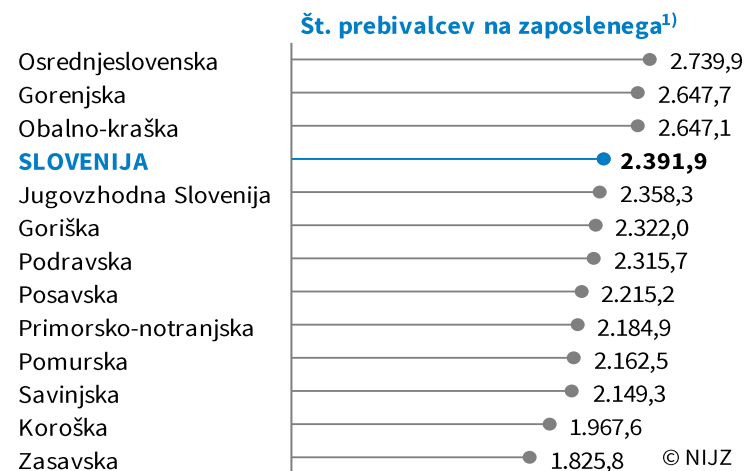 Št. prebivalcev na zaposlenega¹⁾
Osrednjeslovenska 2.739,9
Gorenjska 2.647,7
Obalno-kraška 2.647,1
SLOVENIJA 2.391,9
Jugovzhodna Slovenija 2.358,3
Goriška 2.322,0
Podravska 2.315,7
Posavska 2.215,2
Primorsko-notranjska 2.184,9
Pomurska 2.162,5
Savinjska 2.149,3
Koroška 1.967,6
Zasavska 1.825,8 © NIJZ